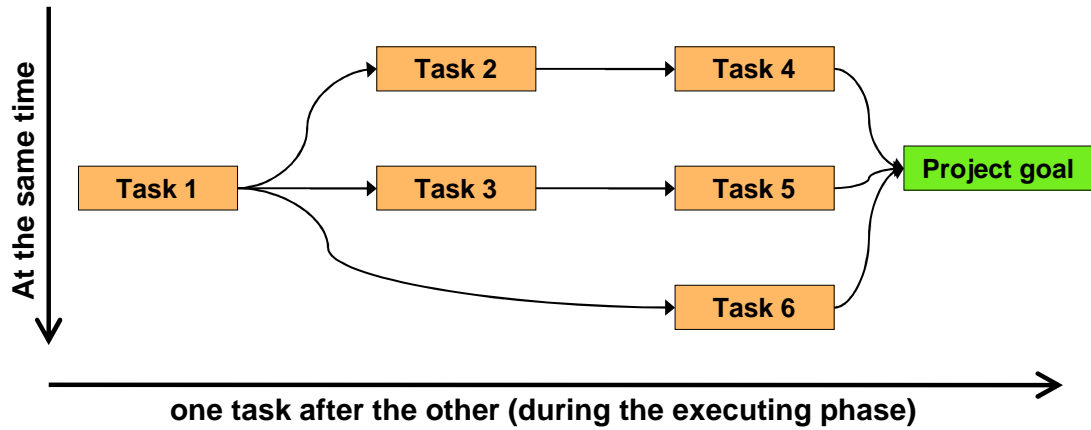 At the same time
Task 2
Task 4
Task 1
Task 3
Task 5
Project goal
Task 6
one task after the other (during the executing phase)